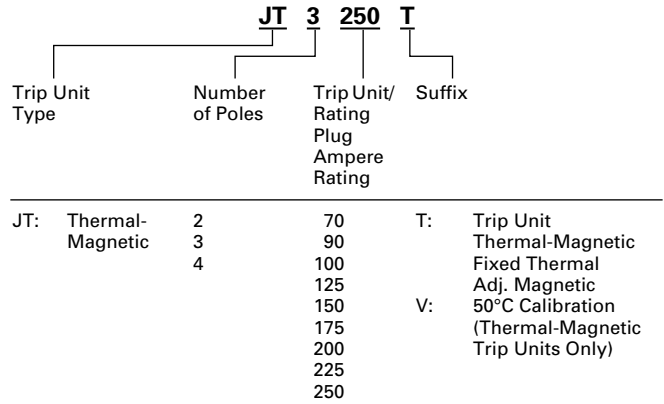 JT 3 250 T
Trip Unit Type
Number of Poles
Trip Unit/ Rating Plug Ampere Rating
Suffix
JT: Thermal-Magnetic
2
3
4
70
90
100
125
150
175
200
225
250
T: Trip Unit
Thermal-Magnetic
Fixed Thermal
Adj. Magnetic
V: 50°C Calibration
(Thermal-Magnetic
Trip Units Only)